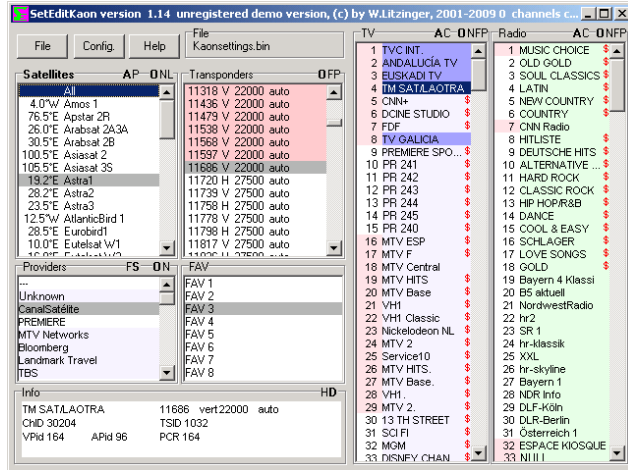 SetEditKaon version 1.14 unregistered demo version, (c) by W.Litzinger, 2001-2009 0 channels c...
File
Config.
Help
File
Kaonsettings.bin
Satellites AP ONL
All
4.0°W Amos 1
76.5°E Apstar 2R
26.0°E Arabsat 2A3A
30.5°E Arabsat 2B
100.5°E Asiasat 2
105.5°E Asiasat 3S
19.2°E Astra1
28.2°E Astra2
23.5°E Astra3
12.5°W AtlanticBird 1
28.5°E Eurobird1
10.0°E Eutelsat W1
Transponders OFP
11318 V 22000 auto
11436 V 22000 auto
11479 V 22000 auto
11538 V 22000 auto
11568 V 22000 auto
11597 V 22000 auto
11686 V 22000 auto
11720 H 27500 auto
11739 V 27500 auto
11758 H 27500 auto
11778 V 27500 auto
11798 H 27500 auto
11817 V 27500 auto
Providers FS ON
---
Unknown
CanalSatélite
PREMIERE
MTV Networks
Bloomberg
Landmark Travel
TBS
FAV
FAV 1
FAV 2
FAV 3
FAV 4
FAV 5
FAV 6
FAV 7
FAV 8
Info HD
TM SAT/LAOTRA 11686 vert22000 auto
ChID 30204 TSID 1032
VPid 164 APid 96 PCR 164
TV AC ONFP
1 TVC INT.
2 ANDALUCÍA TV
3 EUSKADI TV
4 TM SAT/LAOTRA
5 CNN+ $
6 DCINE STUDIO $
7 FDF $
8 TV GALICIA
9 PREMIERE SPO... $
10 PR 241 $
11 PR 242 $
12 PR 243 $
13 PR 244 $
14 PR 245 $
15 PR 240 $
16 MTV ESP $
17 MTV F $
18 MTV Central
19 MTV HITS $
20 MTV Base $
21 VH1 $
22 VH1 Classic $
23 Nickelodeon NL $
24 MTV 2 $
25 Service10 $
26 MTV HITS. $
27 MTV Base. $
28 VH1. $
29 MTV 2. $
30 13 TH STREET $
31 SCI FI $
32 MGM $
33 DISNEY CHAN $
Radio AC ONFP
1 MUSIC CHOICE $
2 OLD GOLD $
3 SOUL CLASSICS $
4 LATIN $
5 NEW COUNTRY $
6 COUNTRY $
7 CNN Radio
8 HITLISTE $
9 DEUTSCHE HITS $
10 ALTERNATIVE ... $
11 HARD ROCK $
12 CLASSIC ROCK $
13 HIP HOP/R&B $
14 DANCE $
15 COOL & EASY $
16 SCHLAGER $
17 LOVE SONGS $
18 GOLD $
19 Bayern 4 Klassi
20 B5 aktuell
21 NordwestRadio
22 hr2
23 SR 1
24 hr-klassik
25 XXL
26 hr-skyline
27 Bayern 1
28 NDR Info
29 DLF-Köln
30 DLR-Berlin
31 Österreich 1
32 ESPACE KIOSQUE
33 NULL